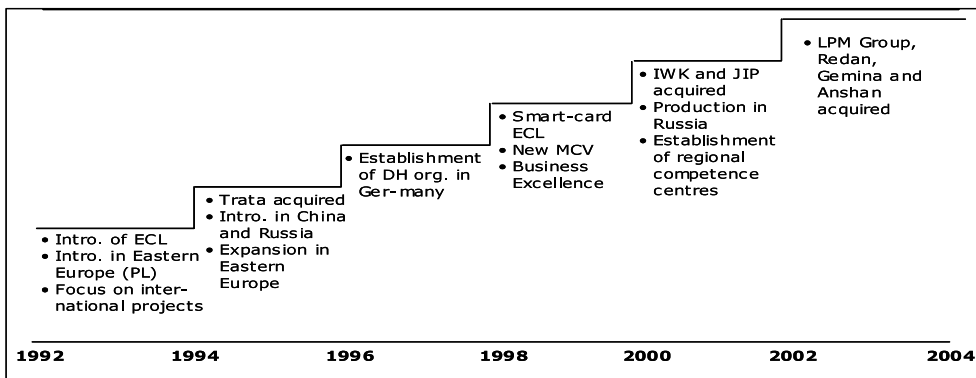 • Intro. of ECL
• Intro. in Eastern
Europe (PL)
• Focus on inter-
national projects
• Trata acquired
• Intro. in China
and Russia
• Expansion in
Eastern
Europe
• Establishment
of DH org. in
Ger-many
• Smart-card
ECL
• New MCV
• Business
Excellence
• IWK and JIP
acquired
• Production in
Russia
• Establishment
of regional
competence
centres
• LPM Group,
Redan,
Gemina and
Anshan
acquired
1992 1994 1996 1998 2000 2002 2004